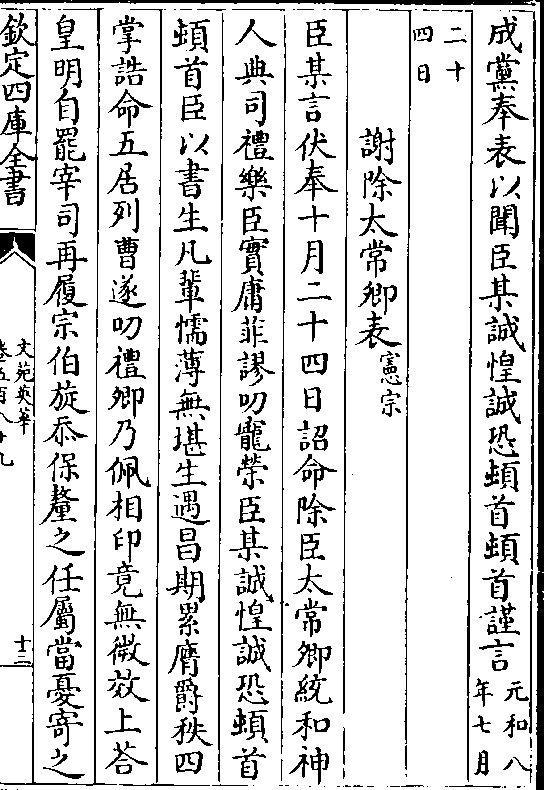 成黨奉表以聞臣某誠惶誠恐頓首頓首謹言元和八年七月
二十四日
謝除太常卿表憲宗
臣某言伏奉十月二十四日詔命除臣太常卿統和神
人典司禮樂臣實庸菲謬叨寵榮臣某誠惶誠恐頓首
頓首臣以書生凡輩懦薄無堪生遇昌期累膺爵秩四
掌誥命五居列曹遂叨禮卿乃佩相印竟無微效上荅
皇明自罷宰司再履宗伯旋忝保釐之任屬當憂寄之
欽定四庫全書
文苑英華
卷五百八十九
十三